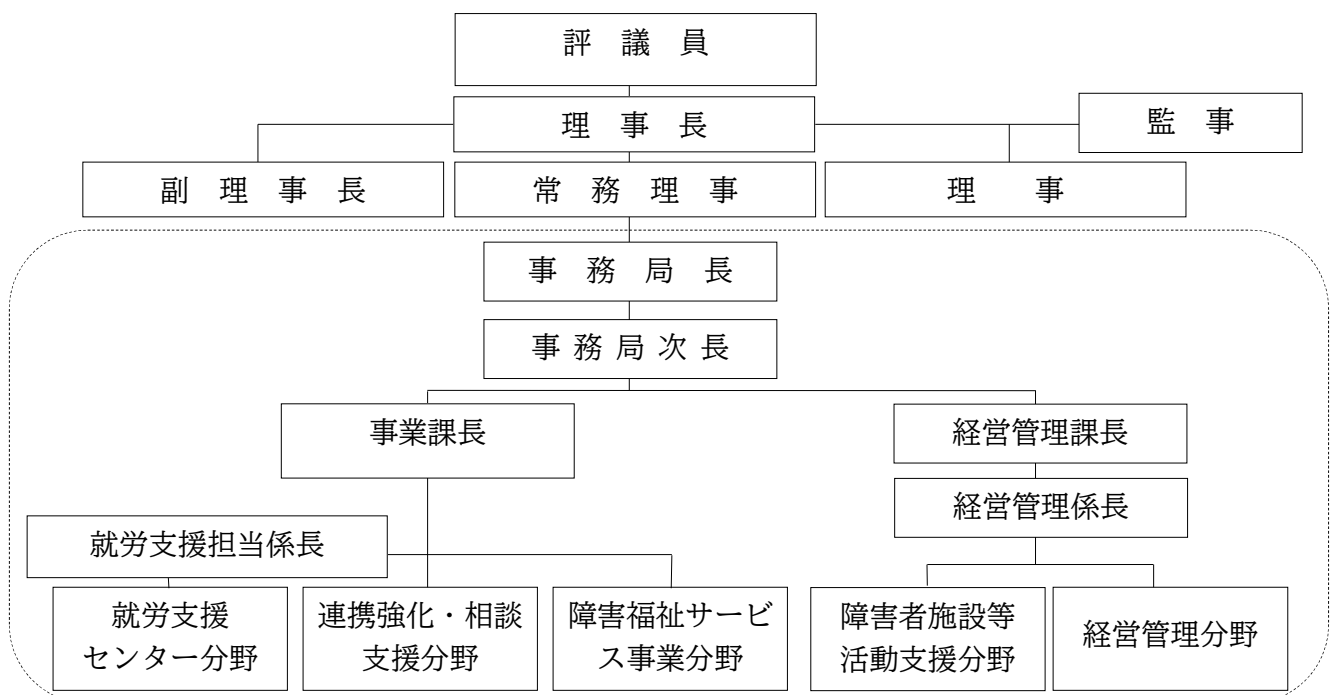 評議員
理事長
監事
副理事長
常務理事
理事
事務局長
事務局次長
事業課長
経営管理課長
経営管理係長
就労支援担当係長
就労支援
センター分野
連携強化・相談
支援分野
障害福祉サービ
ス事業分野
障害者施設等
活動支援分野
経営管理分野